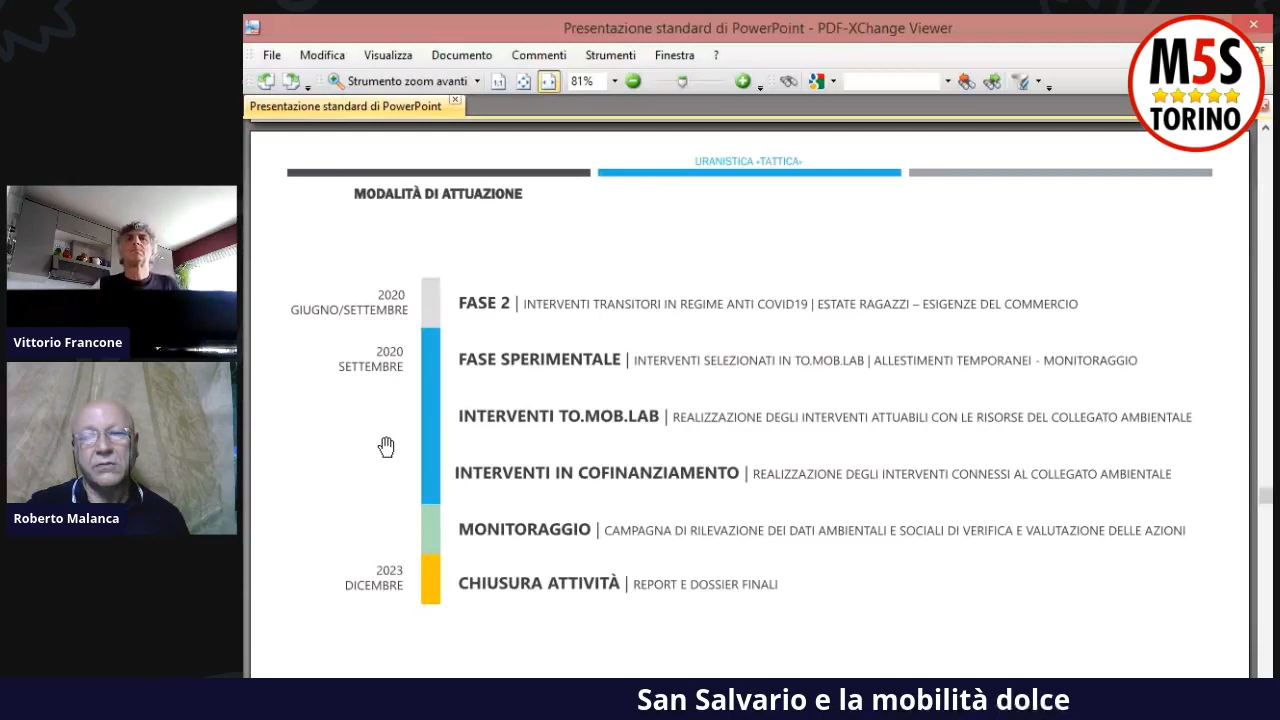 Presentazione standard di PowerPoint - PDF-XChange Viewer
File Modifica Visualizza Documento Commenti Strumenti Finestra ?
Strumento zoom avanti 81%
Presentazione standard di PowerPoint
M5S
TORINO
URANISTICA «TATTICA»
MODALITÀ DI ATTUAZIONE
2020
GIUGNO/SETTEMBRE
FASE 2 | INTERVENTI TRANSITORI IN REGIME ANTI COVID19 | ESTATE RAGAZZI – ESIGENZE DEL COMMERCIO
2020
SETTEMBRE
FASE SPERIMENTALE | INTERVENTI SELEZIONATI IN TO.MOB.LAB | ALLESTIMENTI TEMPORANEI - MONITORAGGIO
INTERVENTI TO.MOB.LAB | REALIZZAZIONE DEGLI INTERVENTI ATTUABILI CON LE RISORSE DEL COLLEGATO AMBIENTALE
INTERVENTI IN COFINANZIAMENTO | REALIZZAZIONE DEGLI INTERVENTI CONNESSI AL COLLEGATO AMBIENTALE
MONITORAGGIO | CAMPAGNA DI RILEVAZIONE DEI DATI AMBIENTALI E SOCIALI DI VERIFICA E VALUTAZIONE DELLE AZIONI
2023
DICEMBRE
CHIUSURA ATTIVITÀ | REPORT E DOSSIER FINALI
Vittorio Francone
Roberto Malanca
San Salvario e la mobilità dolce